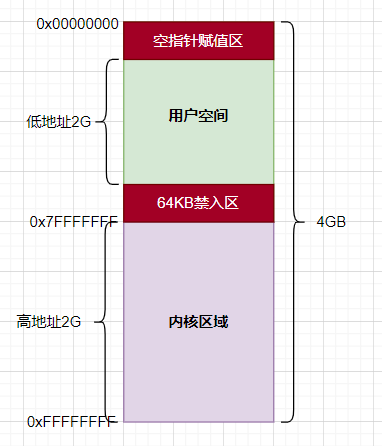 0x00000000
空指针赋值区
低地址2G
用户空间
64KB禁入区
0x7FFFFFFF
4GB
高地址2G
内核区域
0xFFFFFFFF